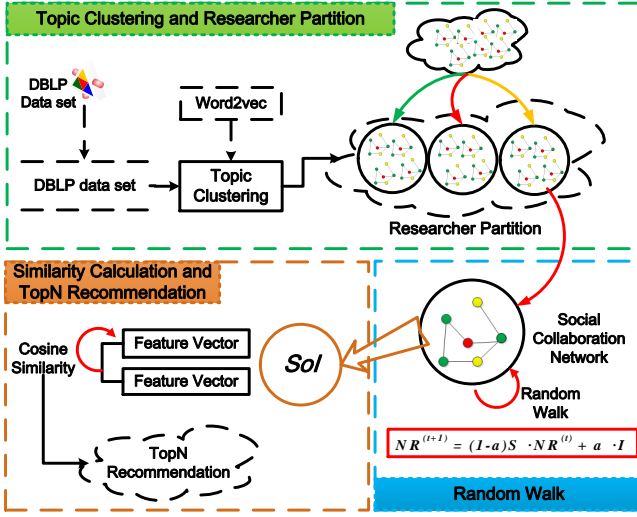 Topic Clustering and Researcher Partition
DBLP
Data set
Word2vec
DBLP data set
Topic
Clustering
Researcher Partition
Similarity Calculation and
TopN Recommendation
Cosine
Similarity
Feature Vector
Feature Vector
Sol
TopN
Recommendation
Social
Collaboration
Network
Random
Walk
NR^(t+1) = (1-a)S ·NR^(t) + a ·I
Random Walk